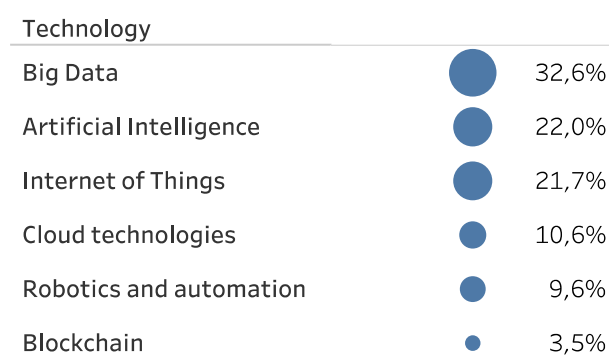 Technology
Big Data 32,6%
Artificial Intelligence 22,0%
Internet of Things 21,7%
Cloud technologies 10,6%
Robotics and automation 9,6%
Blockchain 3,5%